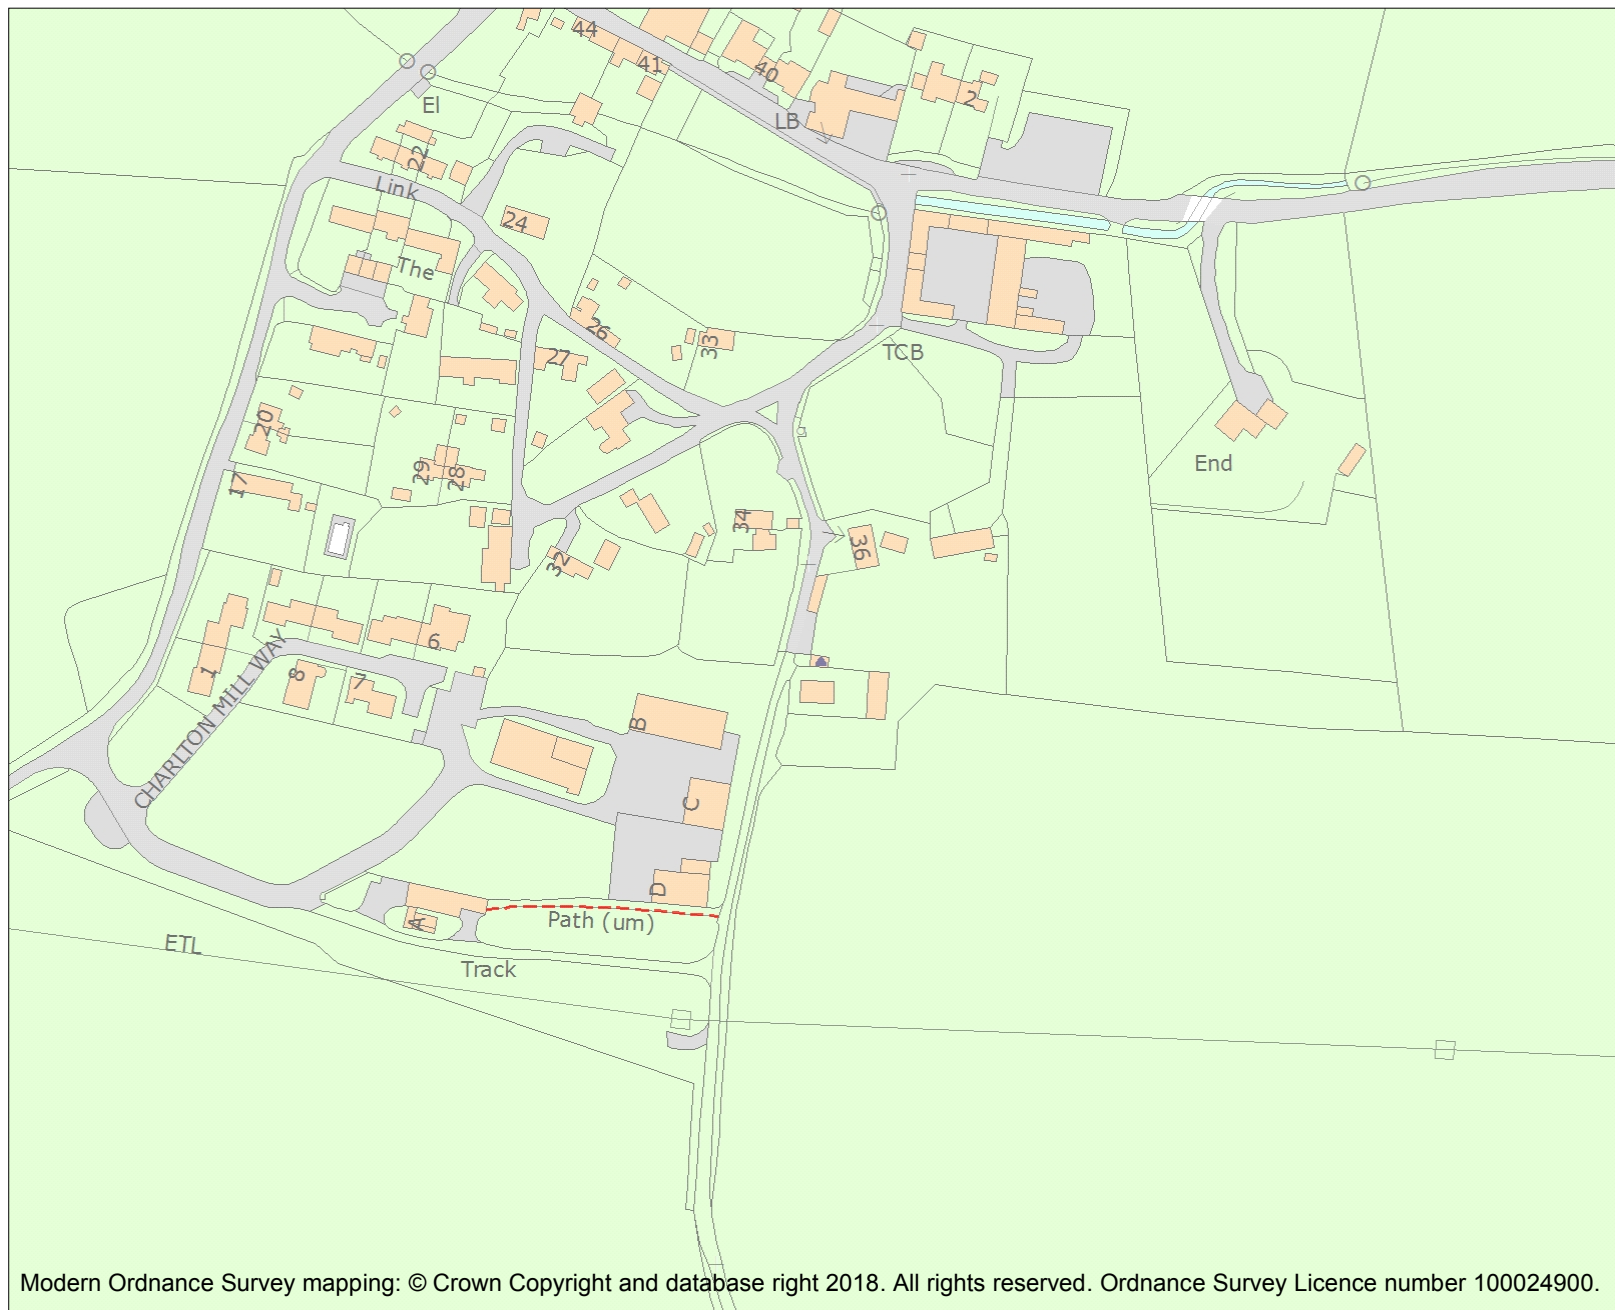 44
41
40
2
El
LB
22
Link
24
The
26
33
27
TCB
20
29
28
17
End
34
36
32
6
1
8
7
CHARLTON MILL WAY
B
C
D
A
Path (um)
ETL
Track
Modern Ordnance Survey mapping: © Crown Copyright and database right 2018. All rights reserved. Ordnance Survey Licence number 100024900.